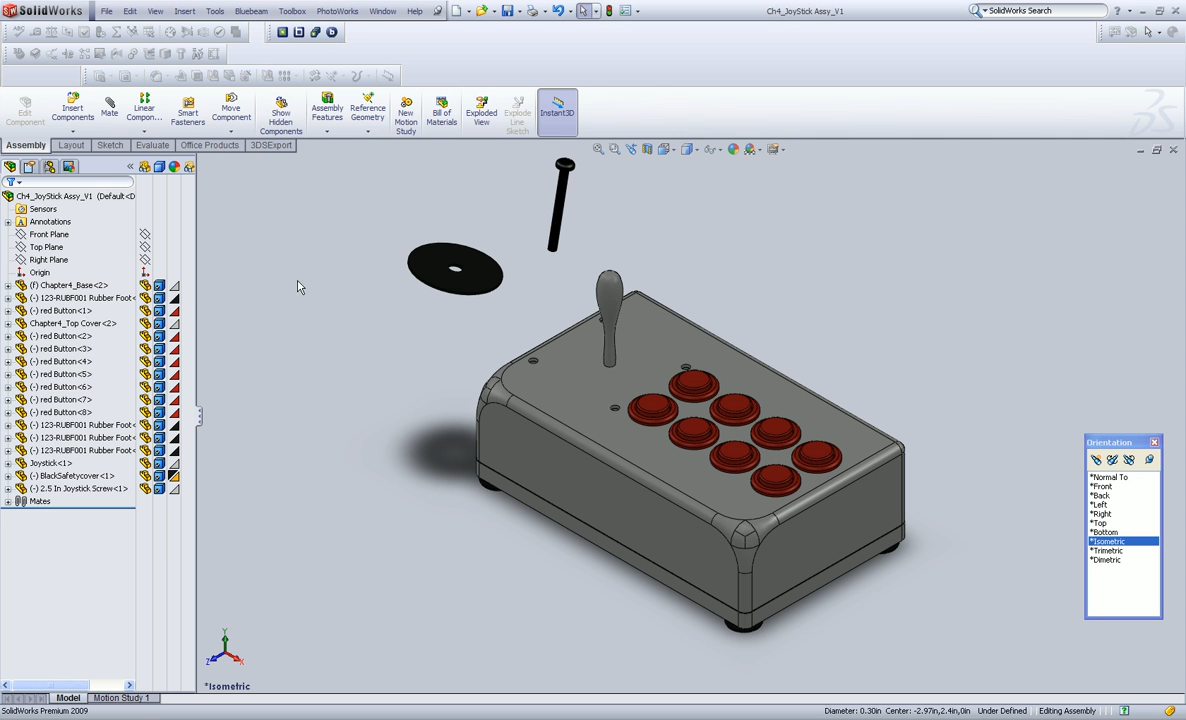 SolidWorks File Edit View Insert Tools Bluebeam Toolbox PhotoWorks Window Help Ch4_JoyStick Assy_V1 SolidWorks Search
Edit Component
Insert Components
Mate
Linear Compon...
Smart Fasteners
Move Component
Show Hidden Components
Assembly Features
Reference Geometry
New Motion Study
Bill of Materials
Exploded View
Explode Line Sketch
Instant3D
Assembly Layout Sketch Evaluate Office Products 3DSExport
Ch4_JoyStick Assy_V1 (Default<D
Sensors
Annotations
Front Plane
Top Plane
Right Plane
Origin
(f) Chapter4_Base<2>
(-) 123-RUBF001 Rubber Foot<
(-) red Button<1>
Chapter4_Top Cover<2>
(-) red Button<2>
(-) red Button<3>
(-) red Button<4>
(-) red Button<5>
(-) red Button<6>
(-) red Button<7>
(-) red Button<8>
(-) 123-RUBF001 Rubber Foot<
(-) 123-RUBF001 Rubber Foot<
(-) 123-RUBF001 Rubber Foot<
Joystick<1>
(-) BlackSafetycover<1>
(-) 2.5 In Joystick Screw<1>
Mates
Orientation
*Normal To
*Front
*Back
*Left
*Right
*Top
*Bottom
*Isometric
*Trimetric
*Dimetric
Y
Z X
*Isometric
Model Motion Study 1
SolidWorks Premium 2009 Diameter: 0.30in Center: -2.97in,2.4in,0in Under Defined Editing Assembly